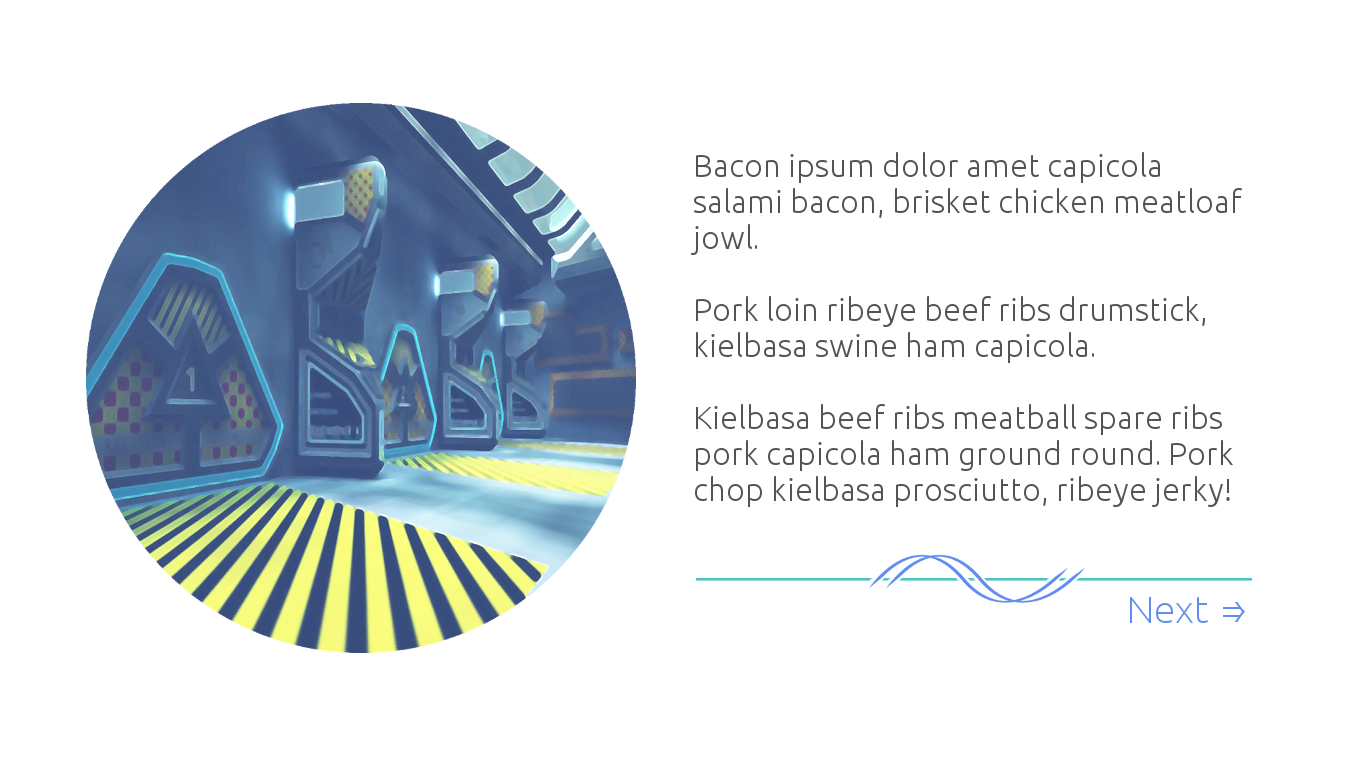 1
Bacon ipsum dolor amet capicola
salami bacon, brisket chicken meatloaf
jowl.
Pork loin ribeye beef ribs drumstick,
kielbasa swine ham capicola.
Kielbasa beef ribs meatball spare ribs
pork capicola ham ground round. Pork
chop kielbasa prosciutto, ribeye jerky!
Next ⇒